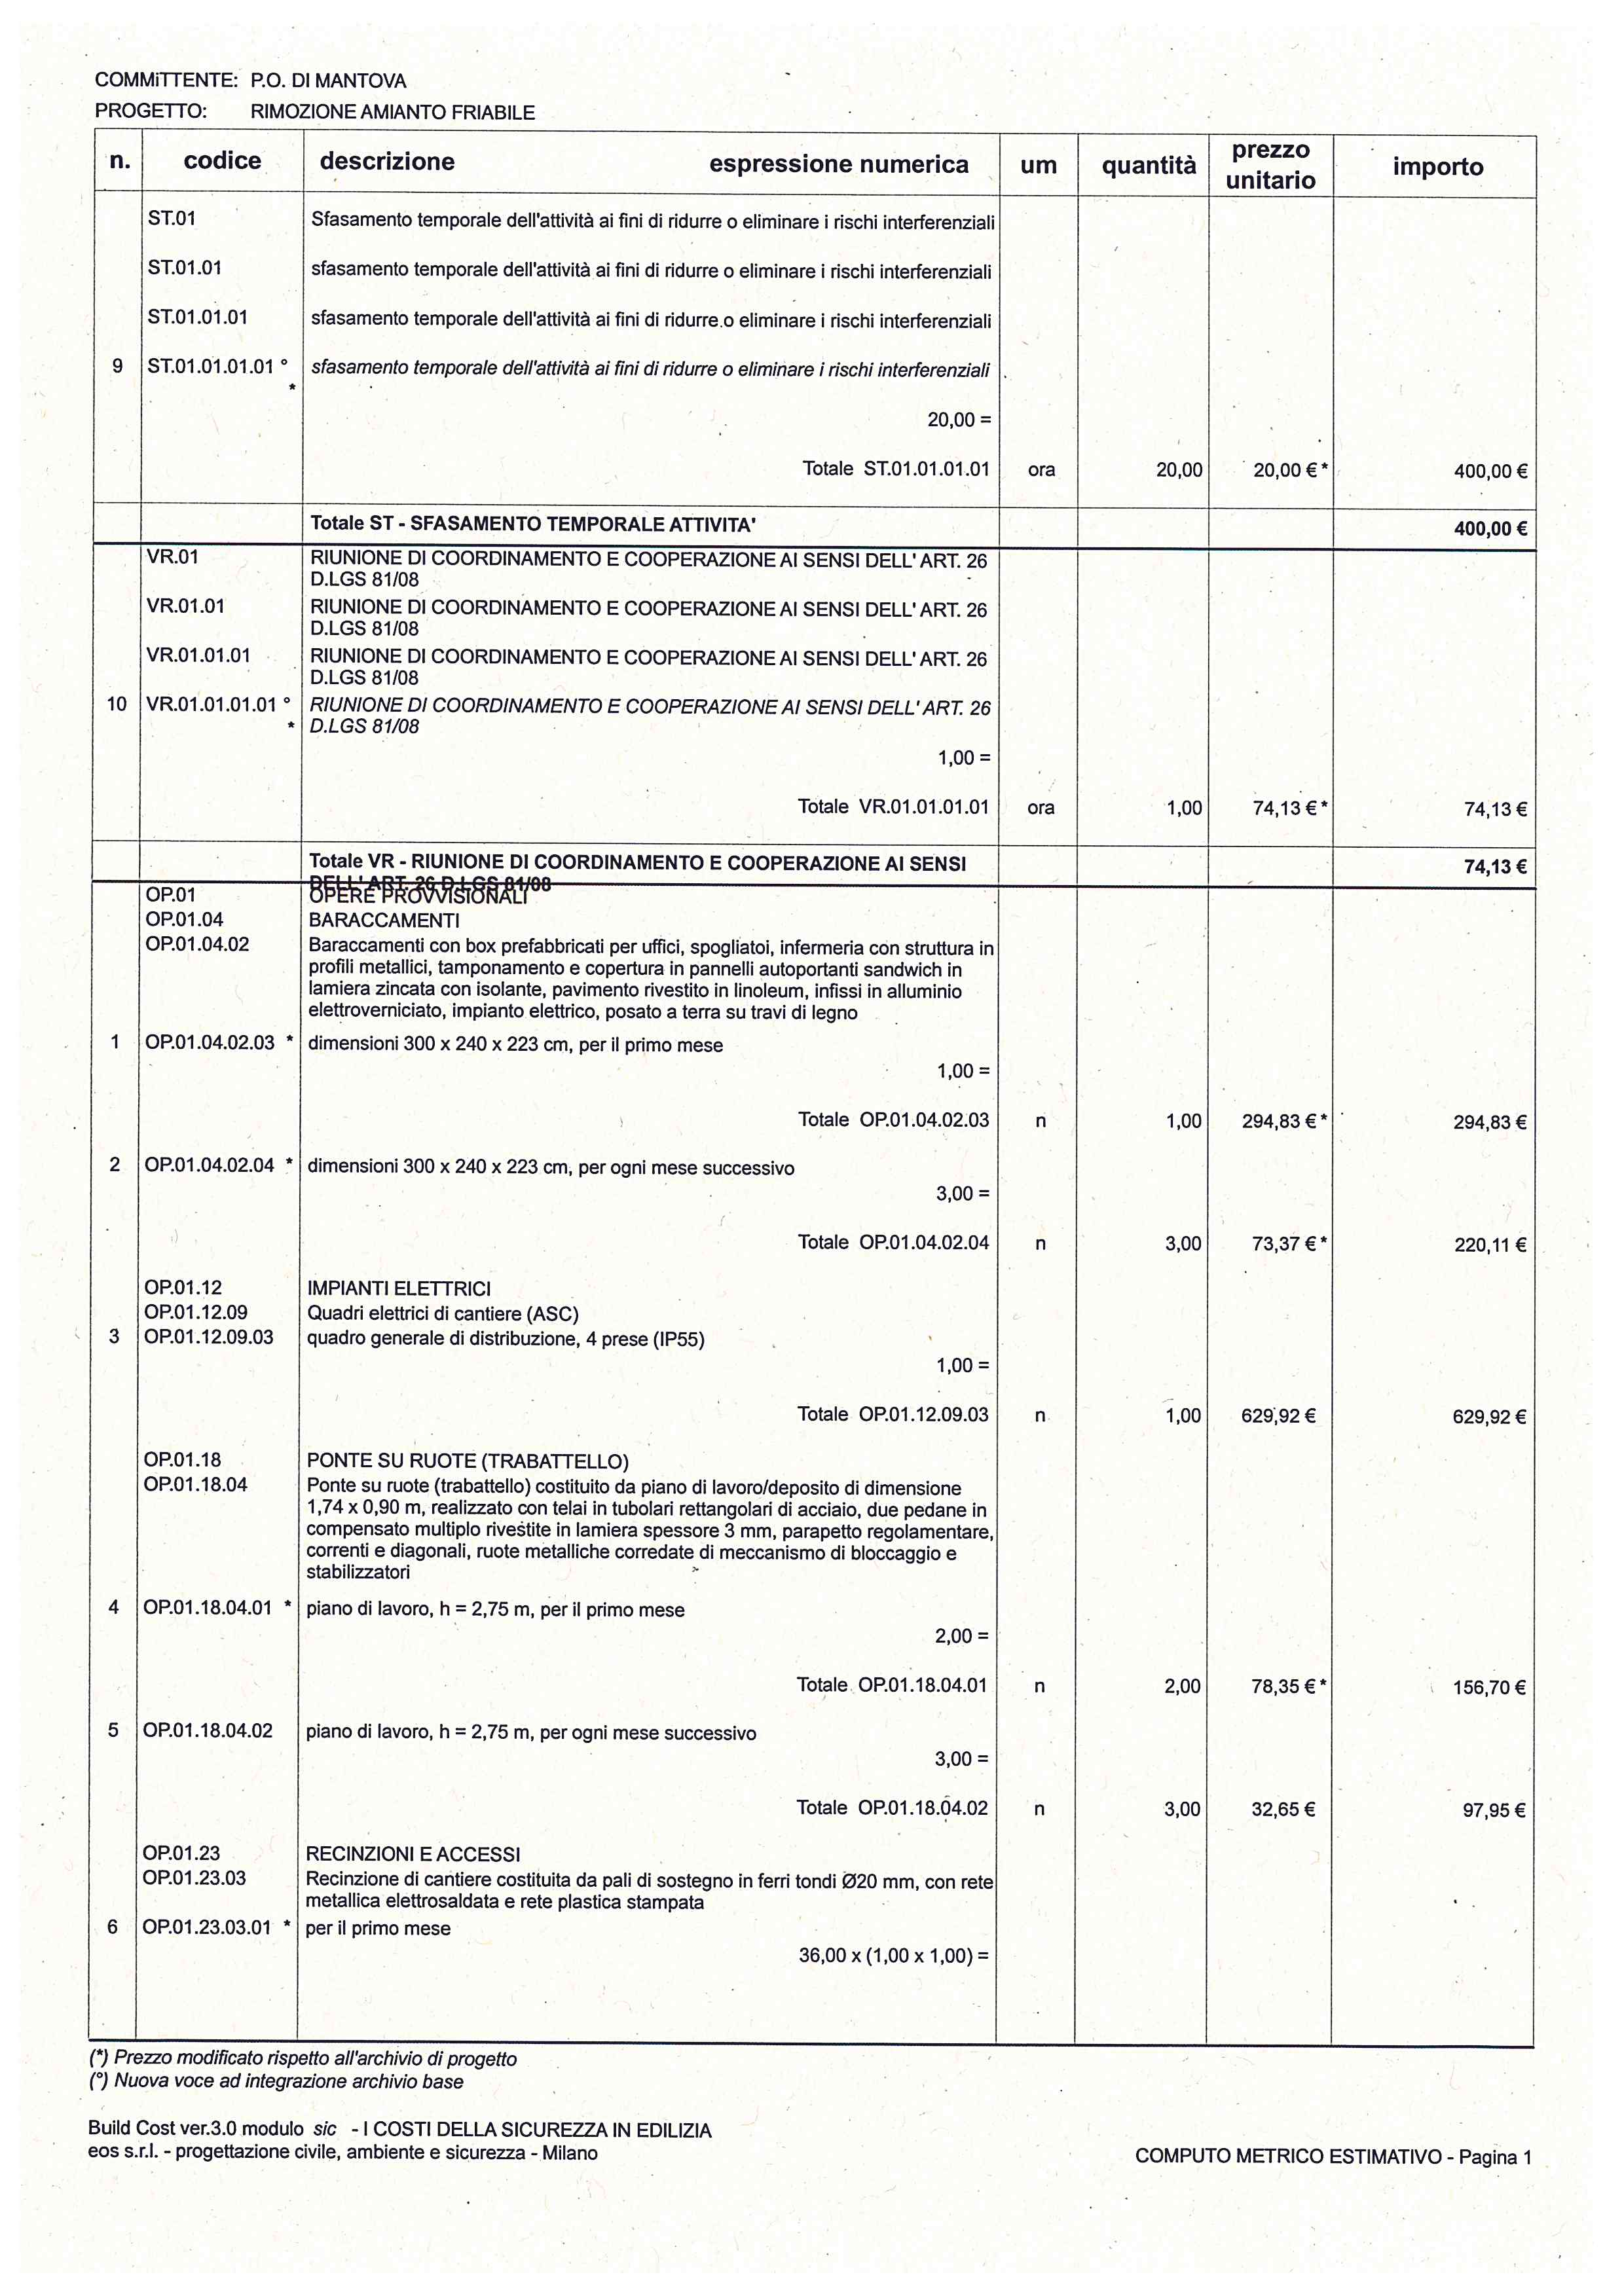 COMMiTTENTE: P.O. DI MANTOVA
PROGETTO: RIMOZIONE AMIANTO FRIABILE
n. codice descrizione espressione numerica um quantità prezzo unitario importo
ST.01 Sfasamento temporale dell'attività ai fini di ridurre o eliminare i rischi interferenziali
ST.01.01 sfasamento temporale dell'attività ai fini di ridurre o eliminare i rischi interferenziali
ST.01.01.01 sfasamento temporale dell'attività ai fini di ridurre o eliminare i rischi interferenziali
9 ST.01.01.01.01 ° sfasamento temporale dell'attività ai fini di ridurre o eliminare i rischi interferenziali
*
20,00 =
Totale ST.01.01.01.01 ora 20,00 20,00 € * 400,00 €
Totale ST - SFASAMENTO TEMPORALE ATTIVITA' 400,00 €
VR.01 RIUNIONE DI COORDINAMENTO E COOPERAZIONE AI SENSI DELL' ART. 26
D.LGS 81/08
VR.01.01 RIUNIONE DI COORDINAMENTO E COOPERAZIONE AI SENSI DELL' ART. 26
D.LGS 81/08
VR.01.01.01 RIUNIONE DI COORDINAMENTO E COOPERAZIONE AI SENSI DELL' ART. 26
D.LGS 81/08
10 VR.01.01.01.01 ° RIUNIONE DI COORDINAMENTO E COOPERAZIONE AI SENSI DELL' ART. 26
* D.LGS 81/08
1,00 =
Totale VR.01.01.01.01 ora 1,00 74,13 € * 74,13 €
Totale VR - RIUNIONE DI COORDINAMENTO E COOPERAZIONE AI SENSI 74,13 €
DELL' ART. 26 D.LGS 81/08
OP.01 OPERE PROVVISIONALI
OP.01.04 BARACCAMENTI
OP.01.04.02 Baraccamenti con box prefabbricati per uffici, spogliatoi, infermeria con struttura in
profili metallici, tamponamento e copertura in pannelli autoportanti sandwich in
lamiera zincata con isolante, pavimento rivestito in linoleum, infissi in alluminio
elettroverniciato, impianto elettrico, posato a terra su travi di legno
1 OP.01.04.02.03 * dimensioni 300 x 240 x 223 cm, per il primo mese
1,00 =
Totale OP.01.04.02.03 n 1,00 294,83 € * 294,83 €
2 OP.01.04.02.04 * dimensioni 300 x 240 x 223 cm, per ogni mese successivo
3,00 =
Totale OP.01.04.02.04 n 3,00 73,37 € * 220,11 €
OP.01.12 IMPIANTI ELETTRICI
OP.01.12.09 Quadri elettrici di cantiere (ASC)
3 OP.01.12.09.03 quadro generale di distribuzione, 4 prese (IP55)
1,00 =
Totale OP.01.12.09.03 n 1,00 629,92 € 629,92 €
OP.01.18 PONTE SU RUOTE (TRABATTELLO)
OP.01.18.04 Ponte su ruote (trabattello) costituito da piano di lavoro/deposito di dimensione
1,74 x 0,90 m, realizzato con telai in tubolari rettangolari di acciaio, due pedane in
compensato multiplo rivestite in lamiera spessore 3 mm, parapetto regolamentare,
correnti e diagonali, ruote metalliche corredate di meccanismo di bloccaggio e
stabilizzatori
4 OP.01.18.04.01 * piano di lavoro, h = 2,75 m, per il primo mese
2,00 =
Totale OP.01.18.04.01 n 2,00 78,35 € * 156,70 €
5 OP.01.18.04.02 piano di lavoro, h = 2,75 m, per ogni mese successivo
3,00 =
Totale OP.01.18.04.02 n 3,00 32,65 € 97,95 €
OP.01.23 RECINZIONI E ACCESSI
OP.01.23.03 Recinzione di cantiere costituita da pali di sostegno in ferri tondi Ø20 mm, con rete
metallica elettrosaldata e rete plastica stampata
6 OP.01.23.03.01 * per il primo mese
36,00 x (1,00 x 1,00) =
(*) Prezzo modificato rispetto all'archivio di progetto
(°) Nuova voce ad integrazione archivio base
Build Cost ver.3.0 modulo sic - I COSTI DELLA SICUREZZA IN EDILIZIA
eos s.r.l. - progettazione civile, ambiente e sicurezza - Milano COMPUTO METRICO ESTIMATIVO - Pagina 1